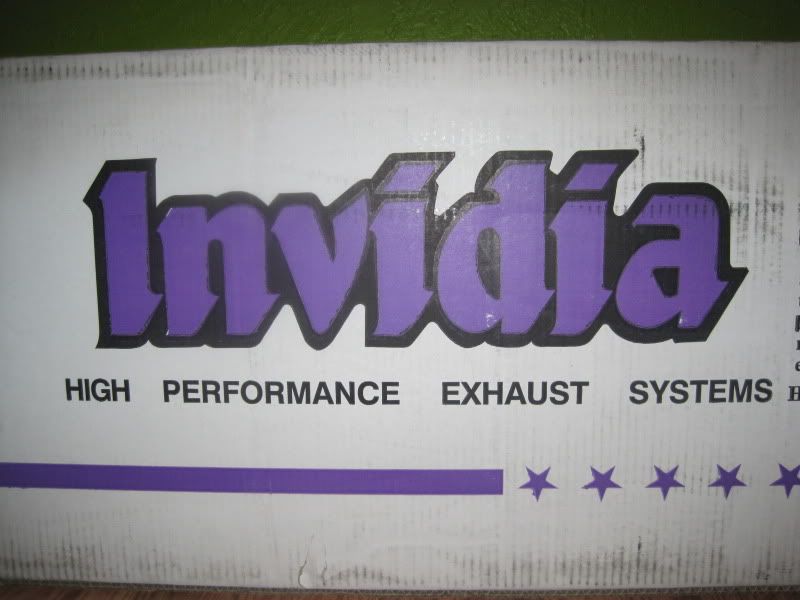 Invidia
HIGH PERFORMANCE EXHAUST SYSTEMS